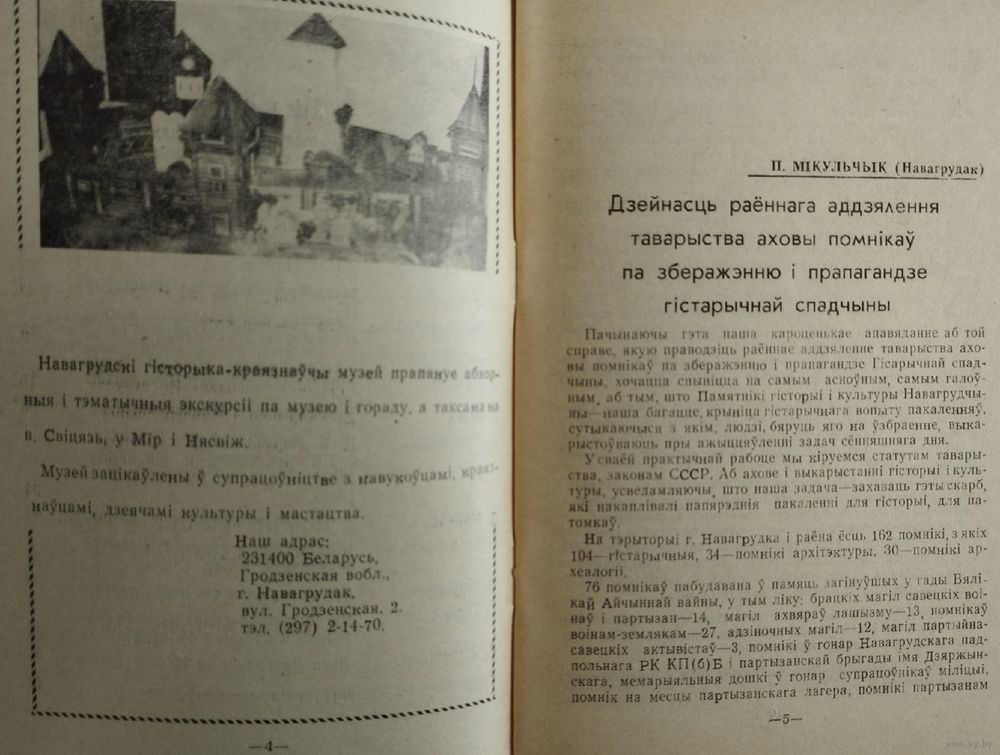 Навагрудскі гісторыка-краязнаўчы музей прапануе абзор-
ныя і тэматычныя экскурсіі па музею і гораду, а таксама на
в. Свіцязь, у Мір і Нясвіж.
Музей зацікаўлены ў супрацоўніцтве з навукоўцамі, края-
наўцамі, дзеячамі культуры і мастацтва.
Наш адрас:
231400 Беларусь,
Гродзенская вобл.,
г. Навагрудак,
вул. Гродзенская, 2.
тэл. (297) 2-14-70.
—4—
П. МІКУЛЬЧЫК (Навагрудак)
Дзейнасць раённага аддзялення
таварыства аховы помнікаў
па зберажэнню і прапагандзе
гістарычнай спадчыны
Пачынаючы гэта наша кароценькае апавяданне аб той
справе, якую праводзіць раённае аддзяленне таварыства ахо-
вы помнікаў па зберажэнню і прапагандзе Гісарычнай спад-
чыны, хочацца спыніцца на самым асноўным, самым галоў-
ным, аб тым, што Памятнікі гісторыі і культуры Навагрудчы-
ны—наша багацце, крыніца гістарычнага вопыту пакаленняў,
сутыкаючыся з якім, людзі, бяруць яго на ўзбраенне, выка-
рыстоўваюць пры ажыццяўленні задач сённяшняга дня.
У сваёй практычнай рабоце мы кіруемся статутам тавары-
ства, законам СССР. Аб ахове і выкарыстанні гісторыі і куль-
туры, усведамляючы, што наша задача—захаваць гэты скарб,
які накаплівалі папярэднія пакаленні для гісторыі, для па-
томкаў.
На тэрыторыі г. Навагрудка і раёна ёсць 162 помнікі, з якіх
104—гістарычныя, 34—помнікі архітэктуры, 30—помнікі ар-
хеалогіі.
76 помнікаў пабудавана ў памяць загінуўшых у гады Вялі-
кай Айчыннай вайны, у тым ліку: брацкіх магіл савецкіх воі-
наў і партызан—14, магіл ахвяраў фашызму—13, помнікаў
воінам-землякам—27, адзіночных магіл—12, магіл партыйна-
савецкіх актывістаў—3, помнікі ў гонар Навагрудскага пад-
польнага РК КП(б)Б і партызанскай брыгады імя Дзяржын-
скага, мемарыяльныя дошкі ў гонар супрацоўнікаў міліцыі,
помнік на месцы партызанскага лагера, помнікі партызанам
—5—
www.ay.by